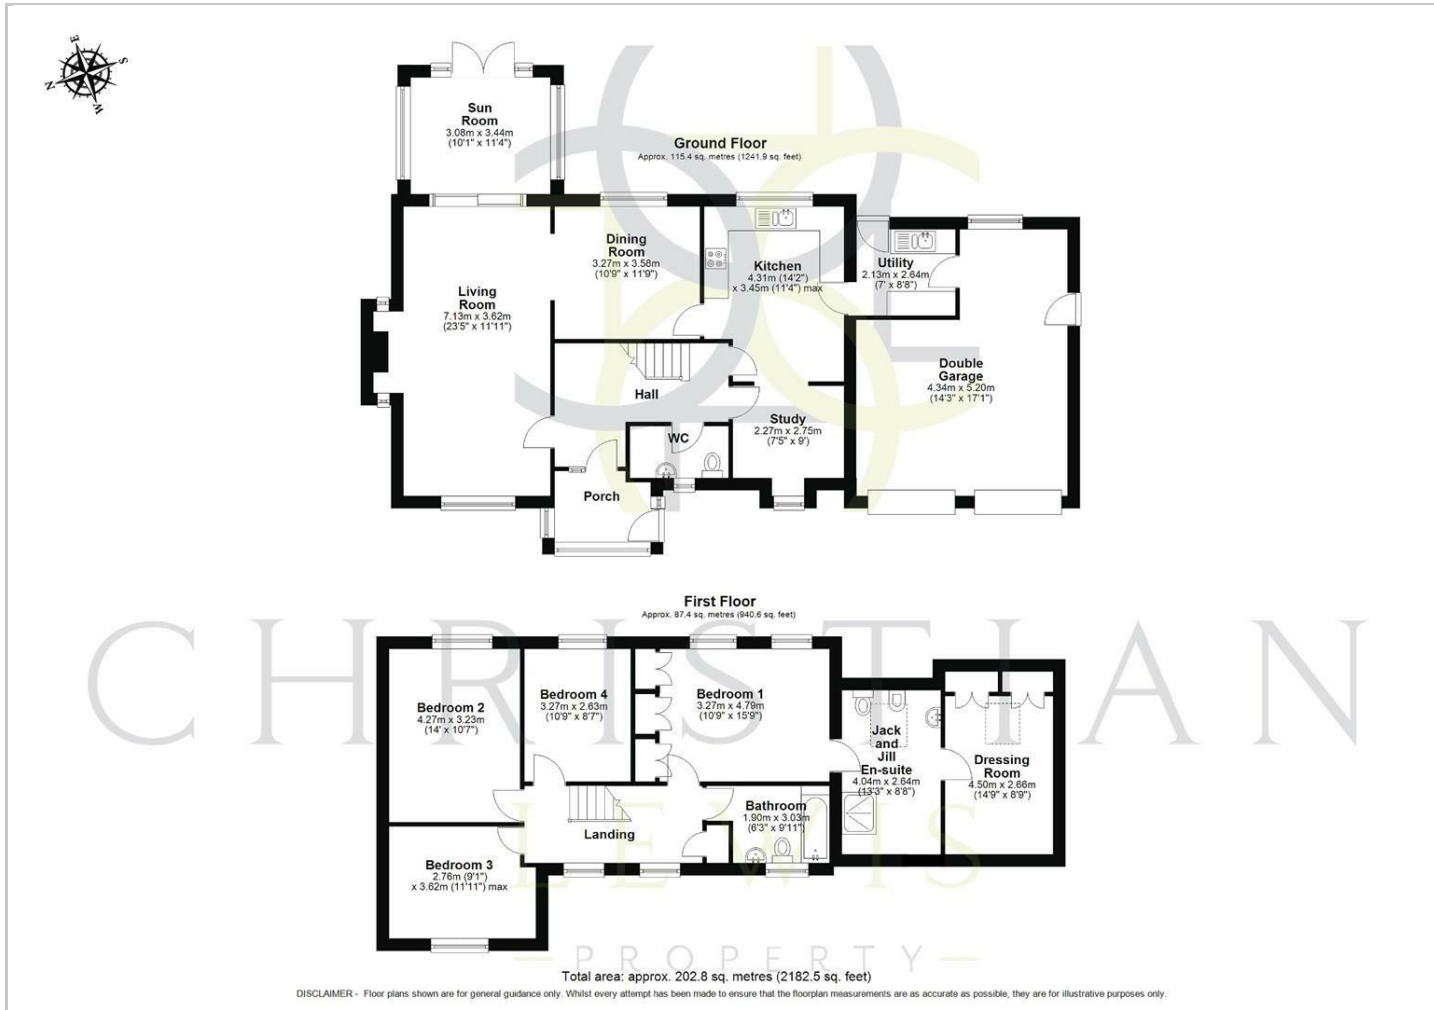 E
S
N
W
Sun
Room
3.08m x 3.44m
(10'1" x 11'4")
Ground Floor
Approx. 115.4 sq. metres (1241.9 sq. feet)
Dining
Room
3.27m x 3.58m
(10'9" x 11'9")
Kitchen
4.31m (14'2")
x 3.45m (11'4") max
Utility
2.13m x 2.64m
(7' x 8'8")
Living
Room
7.13m x 3.62m
(23'5" x 11'11")
Double
Garage
4.34m x 5.20m
(14'3" x 17'1")
Hall
Study
2.27m x 2.75m
(7'5" x 9')
WC
Porch
First Floor
Approx. 87.4 sq. metres (940.6 sq. feet)
CHRISTIAN
Bedroom 2
4.27m x 3.23m
(14' x 10'7")
Bedroom 4
3.27m x 2.63m
(10'9" x 8'7")
Bedroom 1
3.27m x 4.79m
(10'9" x 15'9")
Jack
and
Jill
En-suite
4.04m x 2.64m
(13'3" x 8'8")
Dressing
Room
4.50m x 2.66m
(14'9" x 8'9")
Bathroom
1.90m x 3.03m
(6'3" x 9'11")
Landing
LEWIS
Bedroom 3
2.76m (9'1")
x 3.62m (11'11") max
PROPERTY
Total area: approx. 202.8 sq. metres (2182.5 sq. feet)
DISCLAIMER - Floor plans shown are for general guidance only. Whilst every attempt has been made to ensure that the floorplan measurements are as accurate as possible, they are for illustrative purposes only.